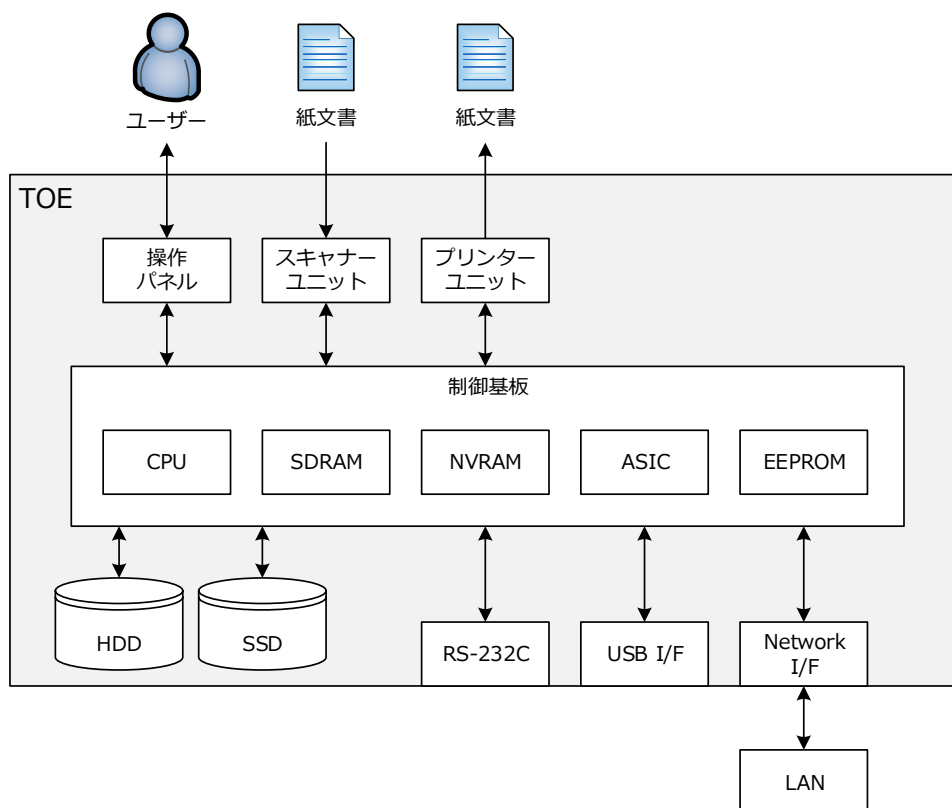 ユーザー
紙文書
紙文書
TOE
操作
パネル
スキャナー
ユニット
プリンター
ユニット
制御基板
CPU
SDRAM
NVRAM
ASIC
EEPROM
HDD
SSD
RS-232C
USB I/F
Network
I/F
LAN